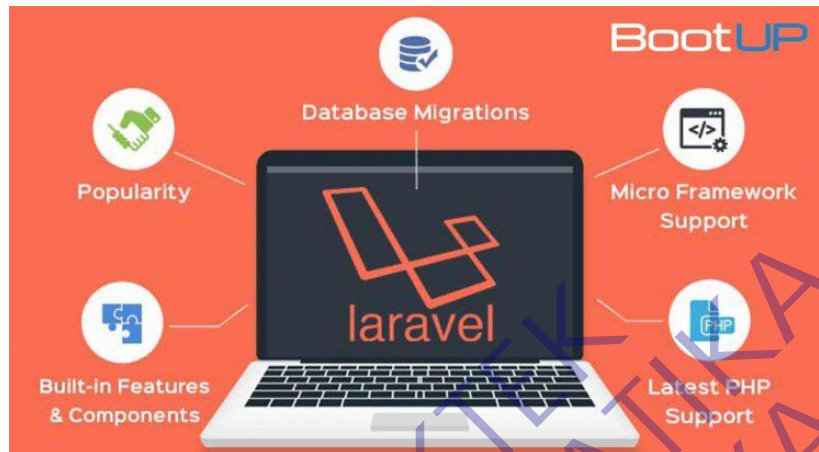 BootUP
Database Migrations
Popularity
Micro Framework
Support
</>
laravel
PHP
Built-in Features
& Components
Latest PHP
Support